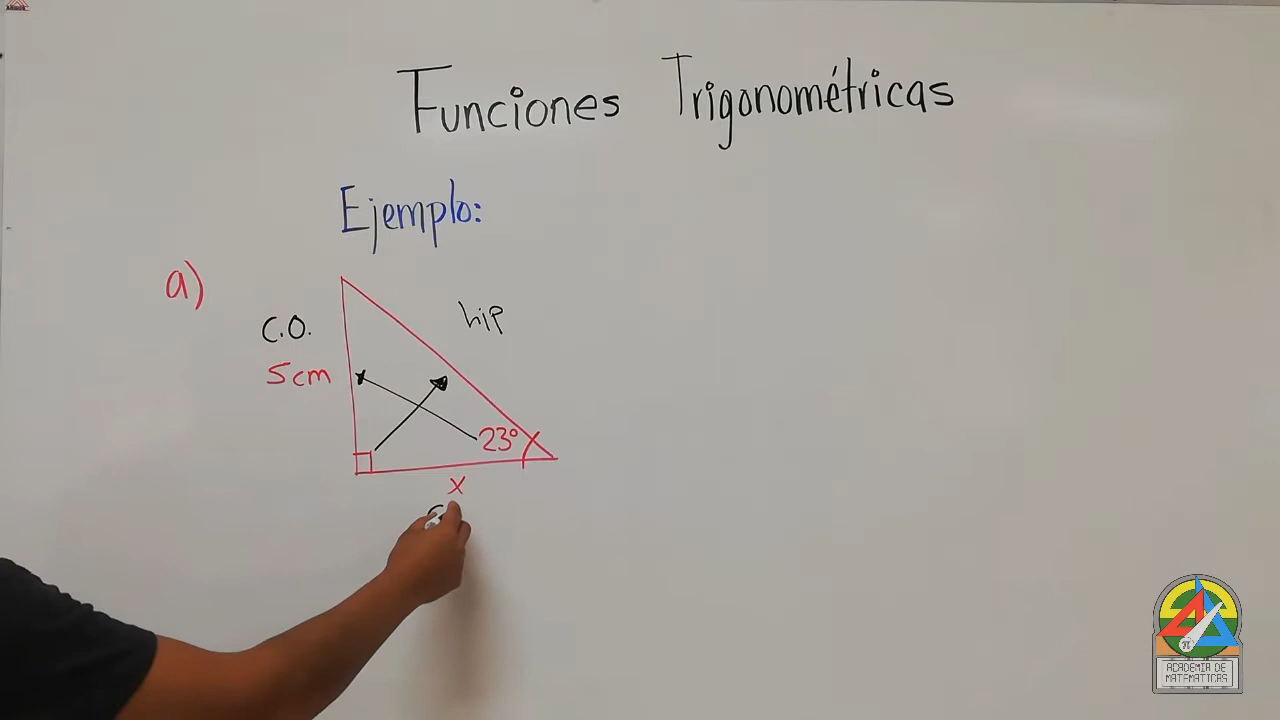 Funciones Trigonométricas
Ejemplo:
a)
C.O.
hip
5cm
23°
x
π
ACADEMIA DE
MATEMATICAS